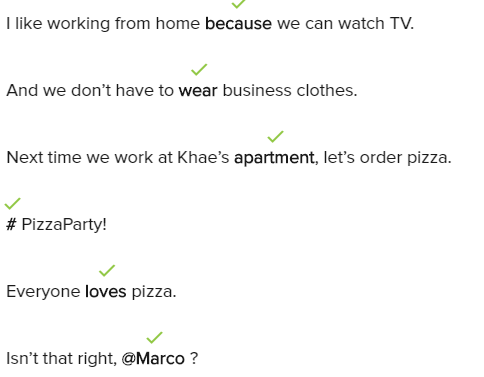 I like working from home because we can watch TV.
And we don’t have to wear business clothes.
Next time we work at Khae’s apartment, let’s order pizza.
# PizzaParty!
Everyone loves pizza.
Isn’t that right, @Marco ?